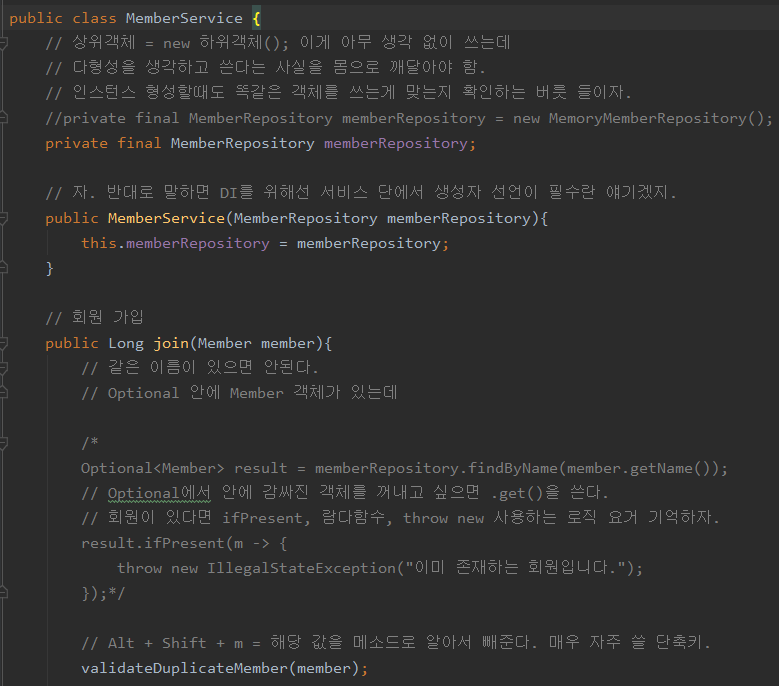 public class MemberService {
// 상위객체 = new 하위객체(); 이게 아무 생각 없이 쓰는데
// 다형성을 생각하고 쓴다는 사실을 몸으로 깨달아야 함.
// 인스턴스 형성할때도 똑같은 객체를 쓰는게 맞는지 확인하는 버릇 들이자.
//private final MemberRepository memberRepository = new MemoryMemberRepository();
private final MemberRepository memberRepository;
// 자. 반대로 말하면 DI를 위해선 서비스 단에서 생성자 선언이 필수란 얘기겠지.
public MemberService(MemberRepository memberRepository){
this.memberRepository = memberRepository;
}
// 회원 가입
public Long join(Member member){
// 같은 이름이 있으면 안된다.
// Optional 안에 Member 객체가 있는데
/*
Optional<Member> result = memberRepository.findByName(member.getName());
// Optional에서 안에 감싸진 객체를 꺼내고 싶으면 .get()을 쓴다.
// 회원이 있다면 ifPresent, 람다함수, throw new 사용하는 로직 요거 기억하자.
result.ifPresent(m -> {
throw new IllegalStateException("이미 존재하는 회원입니다.");
});*/
// Alt + Shift + m = 해당 값을 메소드로 알아서 빼준다. 매우 자주 쓸 단축키.
validateDuplicateMember(member);